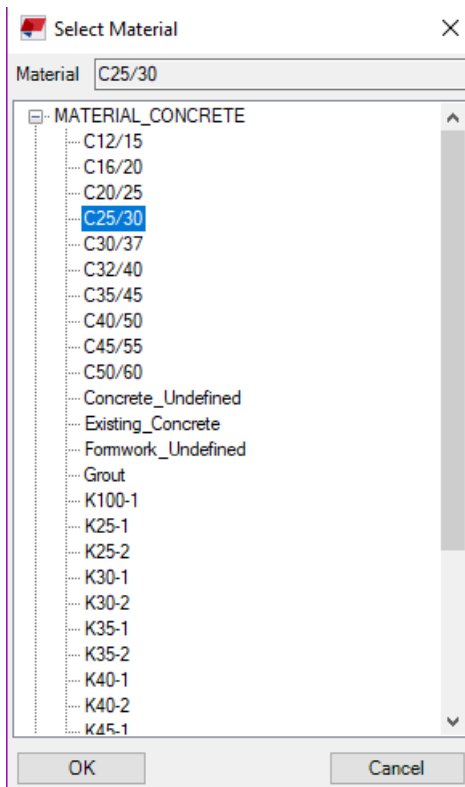 Select Material
Material C25/30
MATERIAL_CONCRETE
C12/15
C16/20
C20/25
C25/30
C30/37
C32/40
C35/45
C40/50
C45/55
C50/60
Concrete_Undefined
Existing_Concrete
Formwork_Undefined
Grout
K100-1
K25-1
K25-2
K30-1
K30-2
K35-1
K35-2
K40-1
K40-2
K45-1
OK Cancel